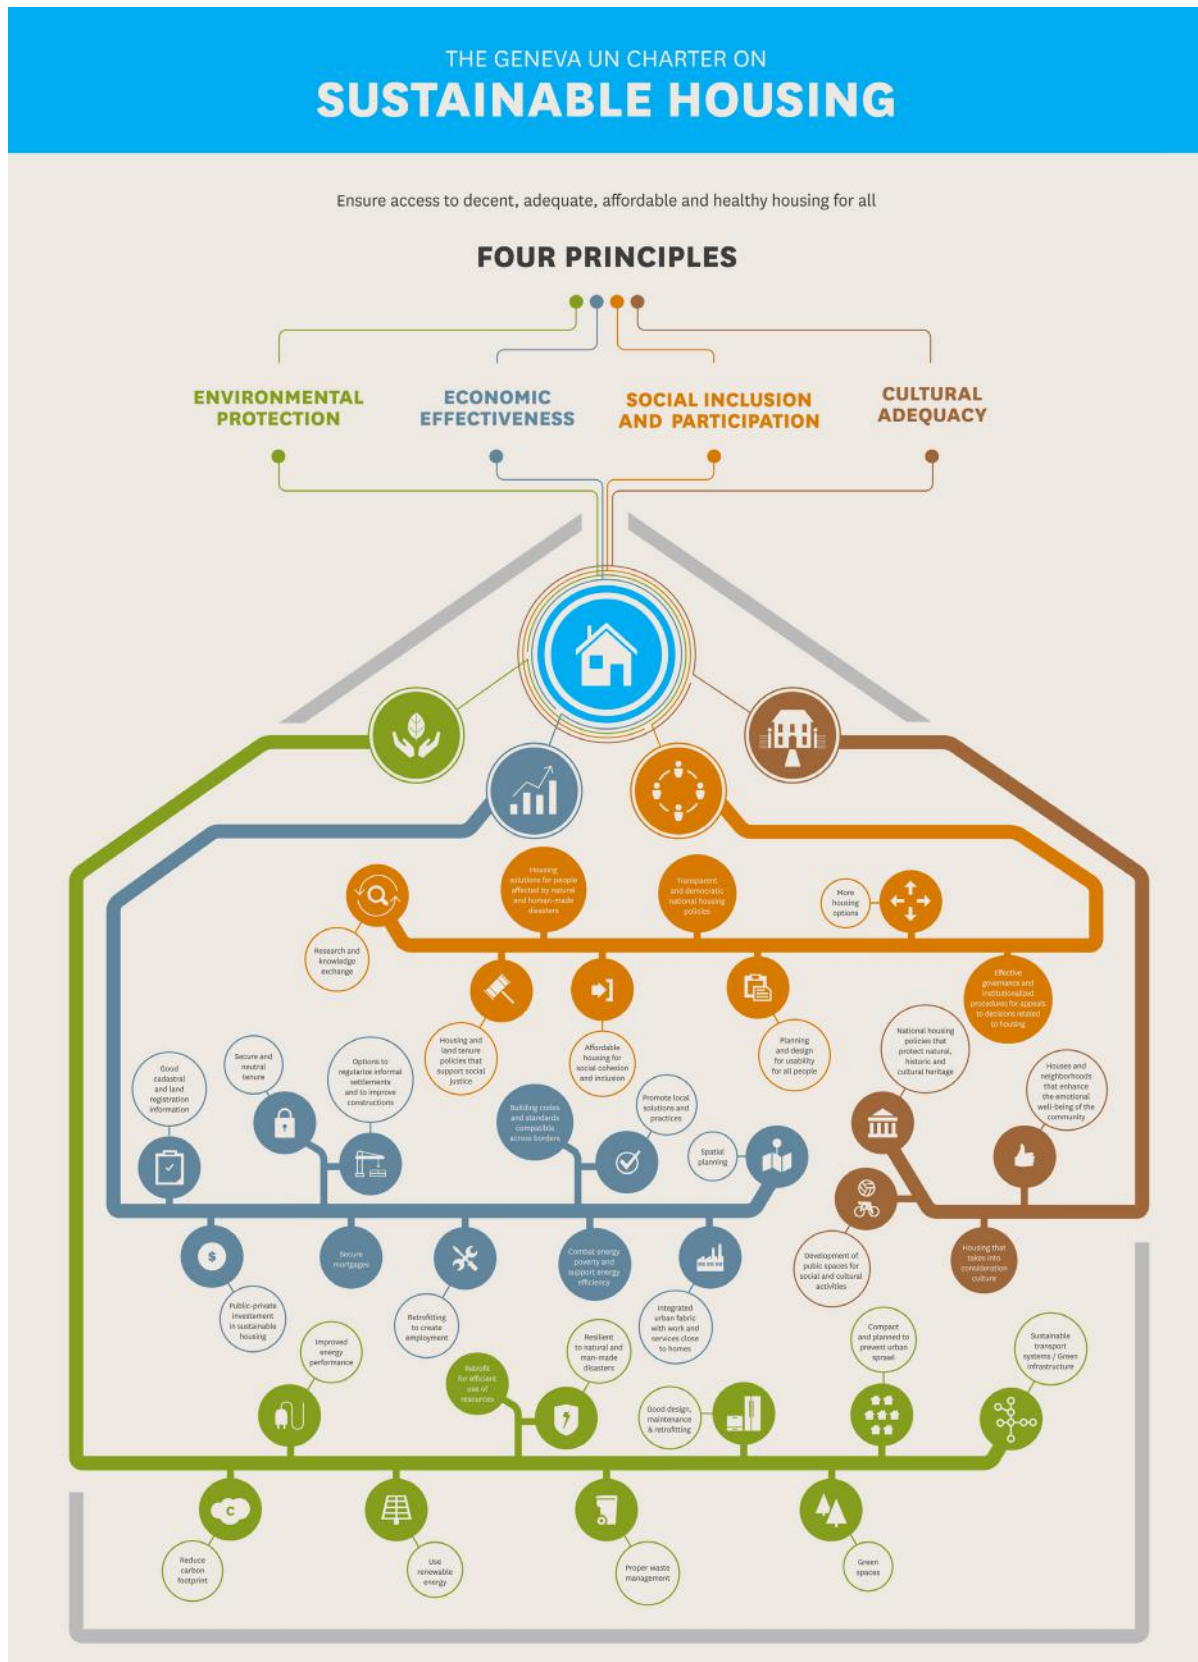 THE GENEVA UN CHARTER ON
SUSTAINABLE HOUSING
Ensure access to decent, adequate, affordable and healthy housing for all
FOUR PRINCIPLES
ENVIRONMENTAL
PROTECTION
ECONOMIC
EFFECTIVENESS
SOCIAL INCLUSION
AND PARTICIPATION
CULTURAL
ADEQUACY
Housing
solutions for people
affected by natural
and human-made
disasters
Transparent
and democratic
national housing
policies
More
housing
options
Research and
knowledge
exchange
Housing and
land tenure
policies that
support social
justice
Affordable
housing for
social cohesion
and inclusion
Planning
and design
for usability
for all people
Effective
governance and
institutionalized
procedures for appeals
to decisions related
to housing
National housing
policies that
protect natural,
historic and
cultural heritage
Houses and
neighborhoods
that enhance
the emotional
well-being of the
community
Good
cadastral
and land
registration
information
Secure and
neutral
tenure
Options to
regularize informal
settlements
and to improve
constructions
Building codes
and standards
compatible
across borders
Promote local
solutions and
practices
Spatial
planning
$
Public-private
investement
in sustainable
housing
Secure
mortgages
Retrofitting
to create
employment
Combat energy
poverty and
support energy
efficiency
Integrated
urban fabric
with work and
services close
to homes
Development of
pubic spaces for
social and cultural
activities
Housing that
takes into
consideration
culture
Improved
energy
performance
Retrofit
for efficient
use of
resources
Resilient
to natural and
man-made
disasters
Good design,
maintenance
& retrofitting
Compact
and planned to
prevent urban
sprawl
Sustainable
transport
systems / Green
infrastructure
C
Reduce
carbon
footprint
Use
renewable
energy
Proper waste
management
Green
spaces